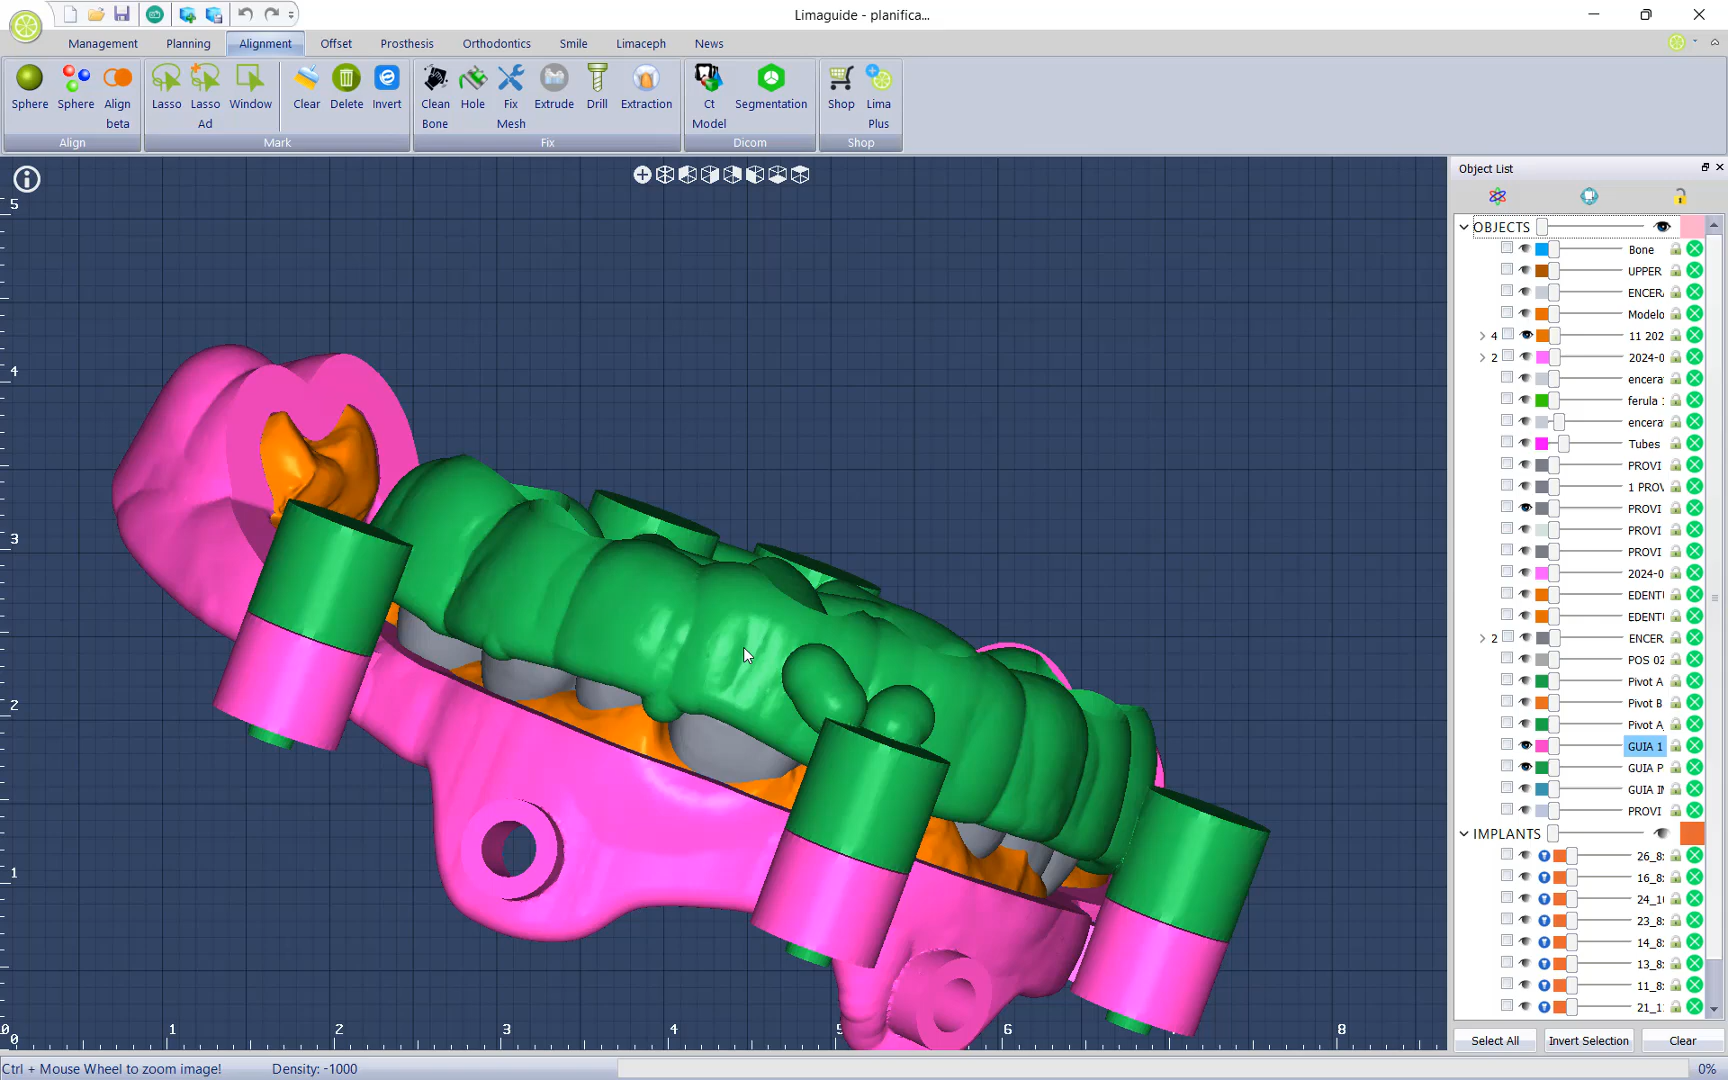 Limaguide - planifica...
Management Planning Alignment Offset Prosthesis Orthodontics Smile Limaceph News
Sphere Sphere Align beta
Lasso Lasso Ad Window Clear Delete Invert
Clean Bone Hole Fix Mesh Extrude Drill Extraction
Ct Model Segmentation
Shop Lima Plus
Align Mark Fix Dicom Shop
Object List
OBJECTS
Bone
UPPER
ENCER
Modelo
4 11 202
2 2024-0
encera
ferula
encera
Tubes
PROVI
1 PROV
PROVI
PROVI
PROVI
2024-0
EDENT
EDENT
2 ENCER
POS 02
Pivot A
Pivot B
Pivot A
GUIA 1
GUIA P
GUIA I
PROVI
IMPLANTS
26_8
16_8
24_1
23_8
14_8
13_8
11_8
21_1
Select All Invert Selection Clear
5
4
3
2
1
0
0 1 2 3 4 5 6 8
Ctrl + Mouse Wheel to zoom image! Density: -1000 0%